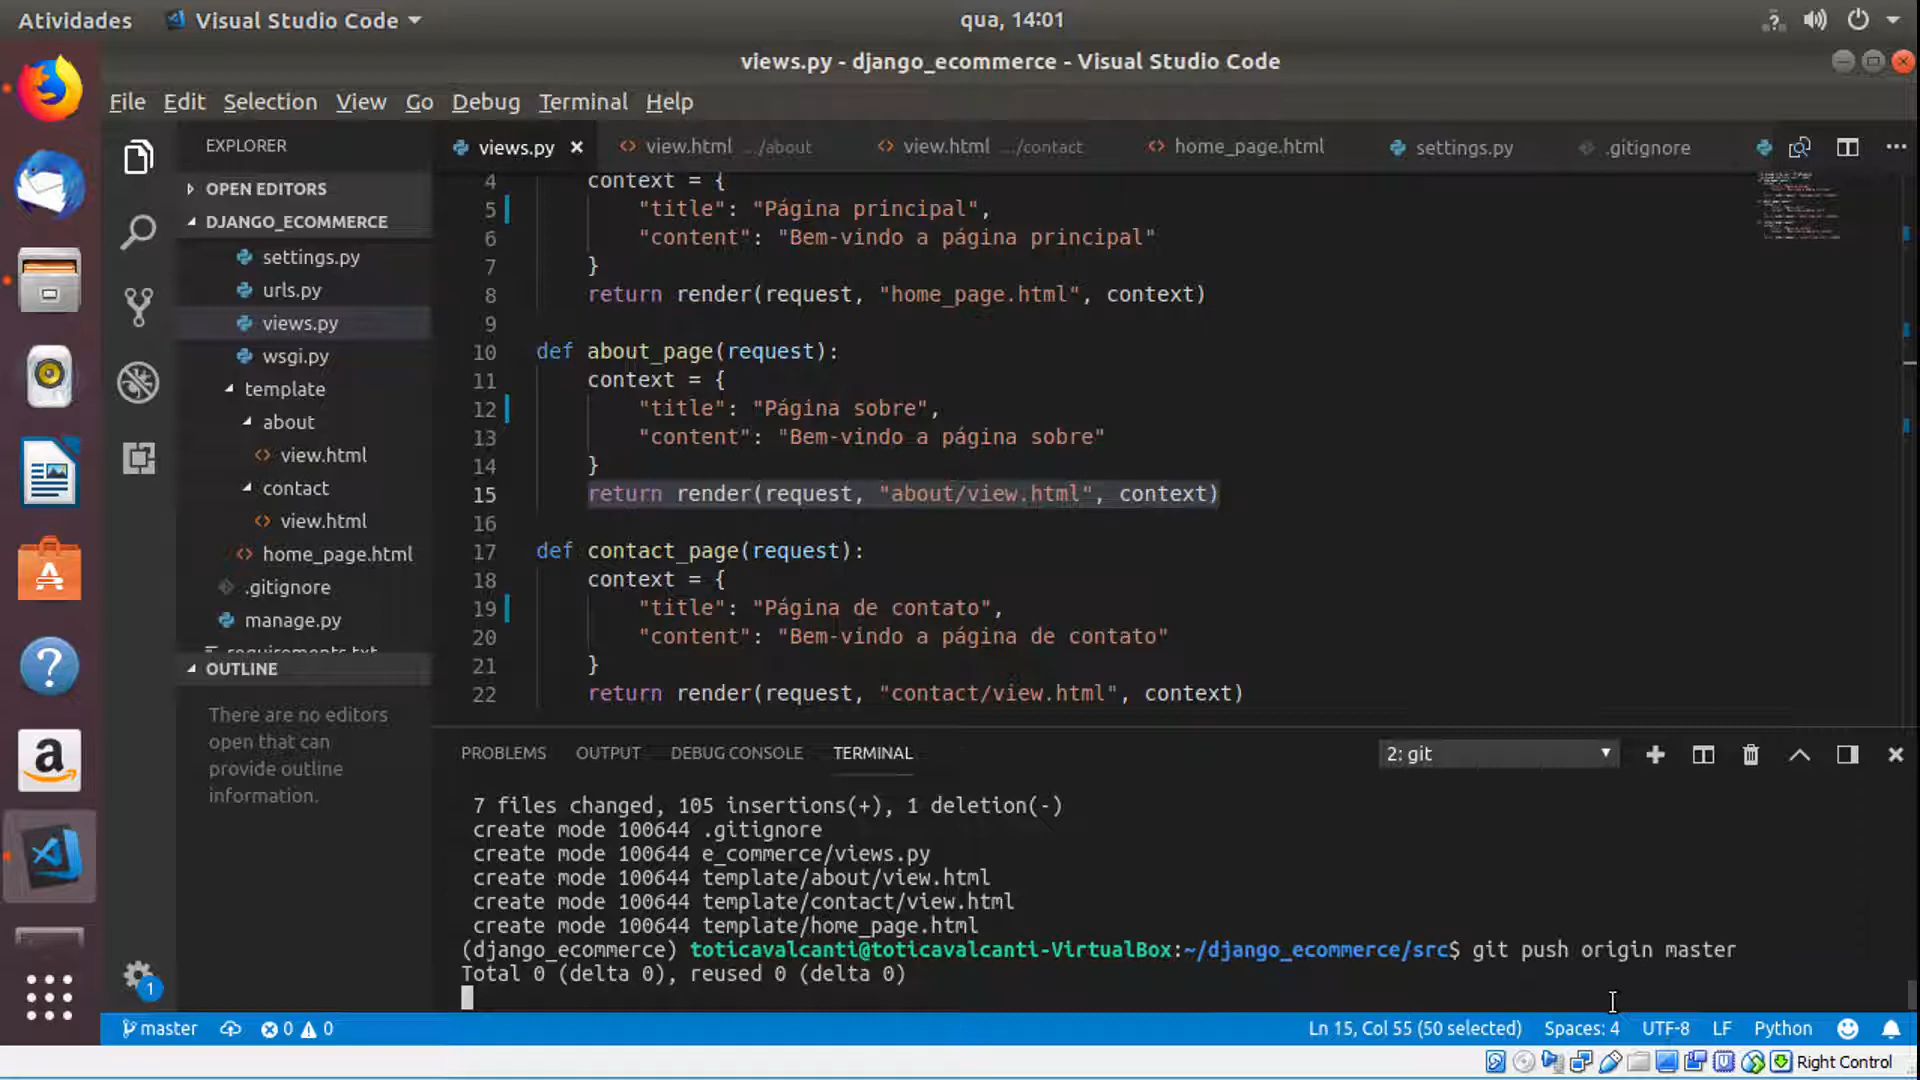 Atividades
Visual Studio Code
qua, 14:01
views.py - django_ecommerce - Visual Studio Code
File Edit Selection View Go Debug Terminal Help
EXPLORER
OPEN EDITORS
DJANGO_ECOMMERCE
settings.py
urls.py
views.py
wsgi.py
template
about
view.html
contact
view.html
home_page.html
.gitignore
manage.py
requirements.txt
OUTLINE
There are no editors
open that can
provide outline
information.
1
views.py view.html .../about view.html .../contact home_page.html settings.py .gitignore
4 context = {
5 "title": "Página principal",
6 "content": "Bem-vindo a página principal"
7 }
8 return render(request, "home_page.html", context)
9
10 def about_page(request):
11 context = {
12 "title": "Página sobre",
13 "content": "Bem-vindo a página sobre"
14 }
15 return render(request, "about/view.html", context)
16
17 def contact_page(request):
18 context = {
19 "title": "Página de contato",
20 "content": "Bem-vindo a página de contato"
21 }
22 return render(request, "contact/view.html", context)
PROBLEMS OUTPUT DEBUG CONSOLE TERMINAL
2: git
7 files changed, 105 insertions(+), 1 deletion(-)
create mode 100644 .gitignore
create mode 100644 e_commerce/views.py
create mode 100644 template/about/view.html
create mode 100644 template/contact/view.html
create mode 100644 template/home_page.html
(django_ecommerce) toticavalcanti@toticavalcanti-VirtualBox:~/django_ecommerce/src$ git push origin master
Total 0 (delta 0), reused 0 (delta 0)
master 0 0
Ln 15, Col 55 (50 selected) Spaces: 4 UTF-8 LF Python
Right Control